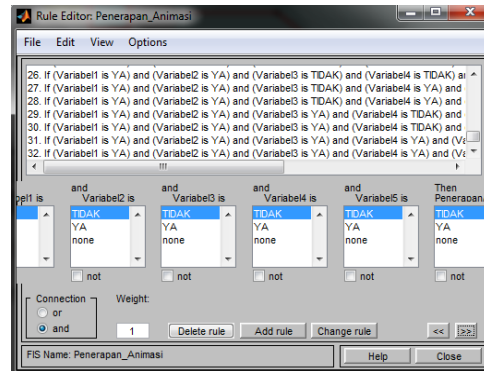 Rule Editor: Penerapan_Animasi
File Edit View Options
26. If (Variabel1 is YA) and (Variabel2 is YA) and (Variabel3 is TIDAK) and (Variabel4 is TIDAK) ar
27. If (Variabel1 is YA) and (Variabel2 is YA) and (Variabel3 is TIDAK) and (Variabel4 is YA) and
28. If (Variabel1 is YA) and (Variabel2 is YA) and (Variabel3 is TIDAK) and (Variabel4 is YA) and
29. If (Variabel1 is YA) and (Variabel2 is YA) and (Variabel3 is YA) and (Variabel4 is TIDAK) and
30. If (Variabel1 is YA) and (Variabel2 is YA) and (Variabel3 is YA) and (Variabel4 is TIDAK) and
31. If (Variabel1 is YA) and (Variabel2 is YA) and (Variabel3 is YA) and (Variabel4 is YA) and (Va
32. If (Variabel1 is YA) and (Variabel2 is YA) and (Variabel3 is YA) and (Variabel4 is YA) and (Va
and and and and Then
bel1 is Variabel2 is Variabel3 is Variabel4 is Variabel5 is Penerapan
TIDAK TIDAK TIDAK TIDAK TIDAK
YA YA YA YA YA
none none none none none
not not not not not
Connection Weight:
or
and 1 Delete rule Add rule Change rule << >>
FIS Name: Penerapan_Animasi Help Close